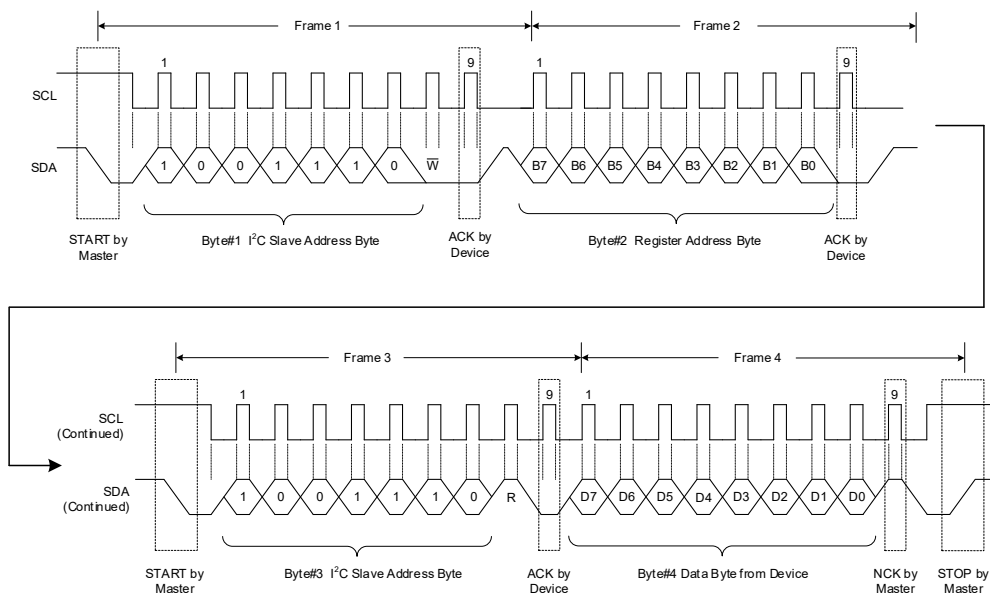 Frame 1 Frame 2
1 9 1 9
SCL
SDA 1 0 0 1 1 1 0 W̅ B7 B6 B5 B4 B3 B2 B1 B0
START by
Master
Byte#1 I²C Slave Address Byte
ACK by
Device
Byte#2 Register Address Byte
ACK by
Device
Frame 3 Frame 4
1 9 1 9
SCL
(Continued)
SDA
(Continued)
1 0 0 1 1 1 0 R D7 D6 D5 D4 D3 D2 D1 D0
START by
Master
Byte#3 I²C Slave Address Byte
ACK by
Device
Byte#4 Data Byte from Device
NCK by
Master
STOP by
Master